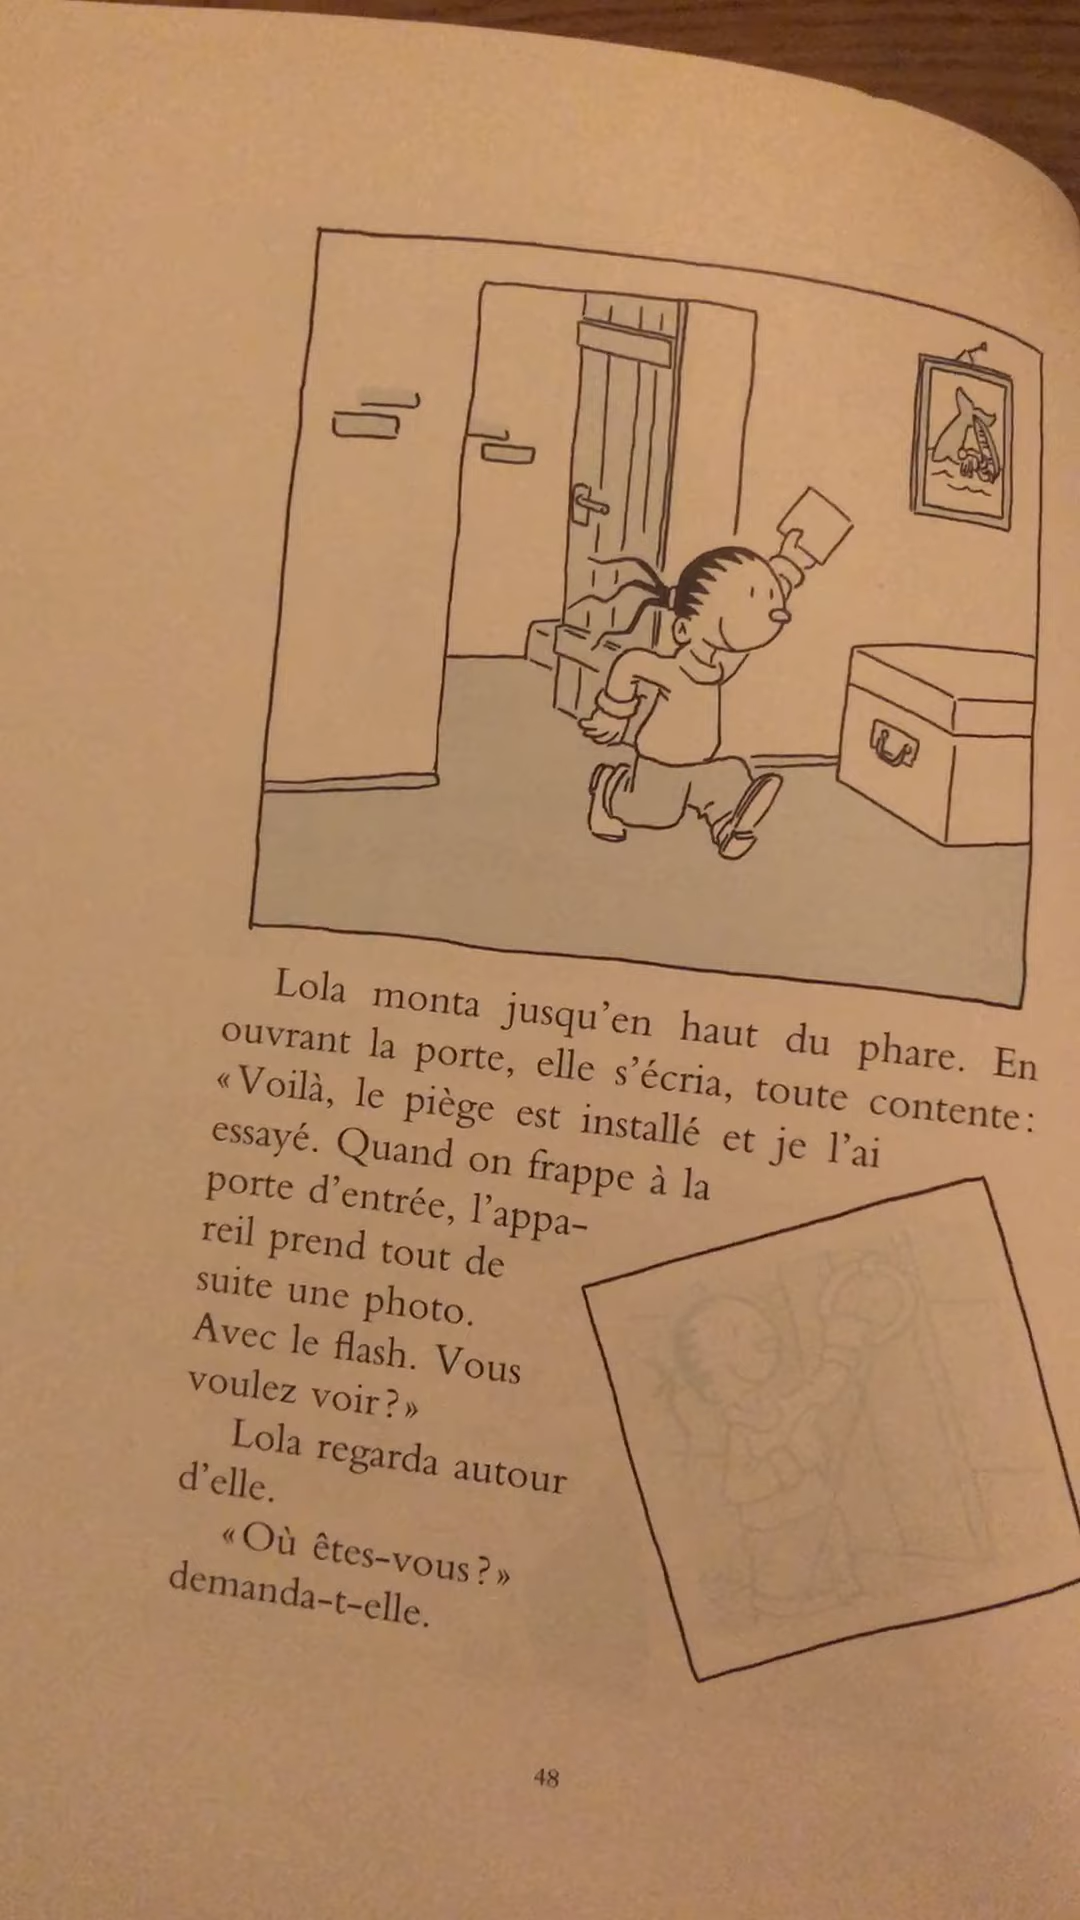 Lola monta jusqu'en haut du phare. En
ouvrant la porte, elle s'écria, toute contente :
« Voilà, le piège est installé et je l'ai
essayé. Quand on frappe à la
porte d'entrée, l'appa-
reil prend tout de
suite une photo.
Avec le flash. Vous
voulez voir ? »
Lola regarda autour
d'elle.
« Où êtes-vous ? »
demanda-t-elle.
48